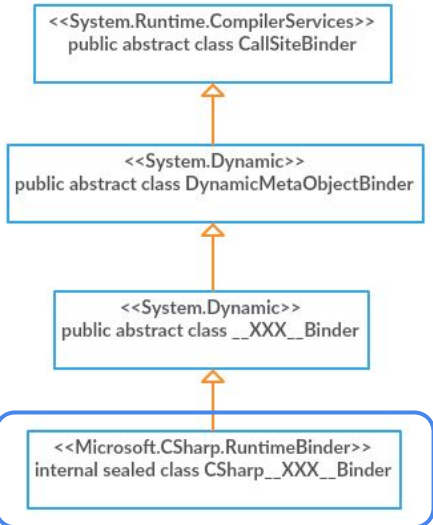 <<System.Runtime.CompilerServices>>
public abstract class CallSiteBinder
<<System.Dynamic>>
public abstract class DynamicMetaObjectBinder
<<System.Dynamic>>
public abstract class __XXX__Binder
<<Microsoft.CSharp.RuntimeBinder>>
internal sealed class CSharp__XXX__Binder